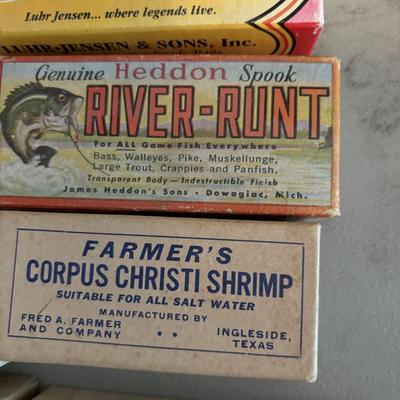 Luhr Jensen... where legends live.
LUHR-JENSEN & SONS, Inc.
Genuine Heddon Spook
RIVER-RUNT
For ALL Game Fish Everywhere
Bass, Walleyes, Pike, Muskellunge,
Large Trout, Crappies and Panfish.
Transparent Body - Indestructible Finish
James Heddon's Sons - Dowagiac, Mich.
FARMER'S
CORPUS CHRISTI SHRIMP
SUITABLE FOR ALL SALT WATER
MANUFACTURED BY
FRED A. FARMER
AND COMPANY
INGLESIDE,
TEXAS